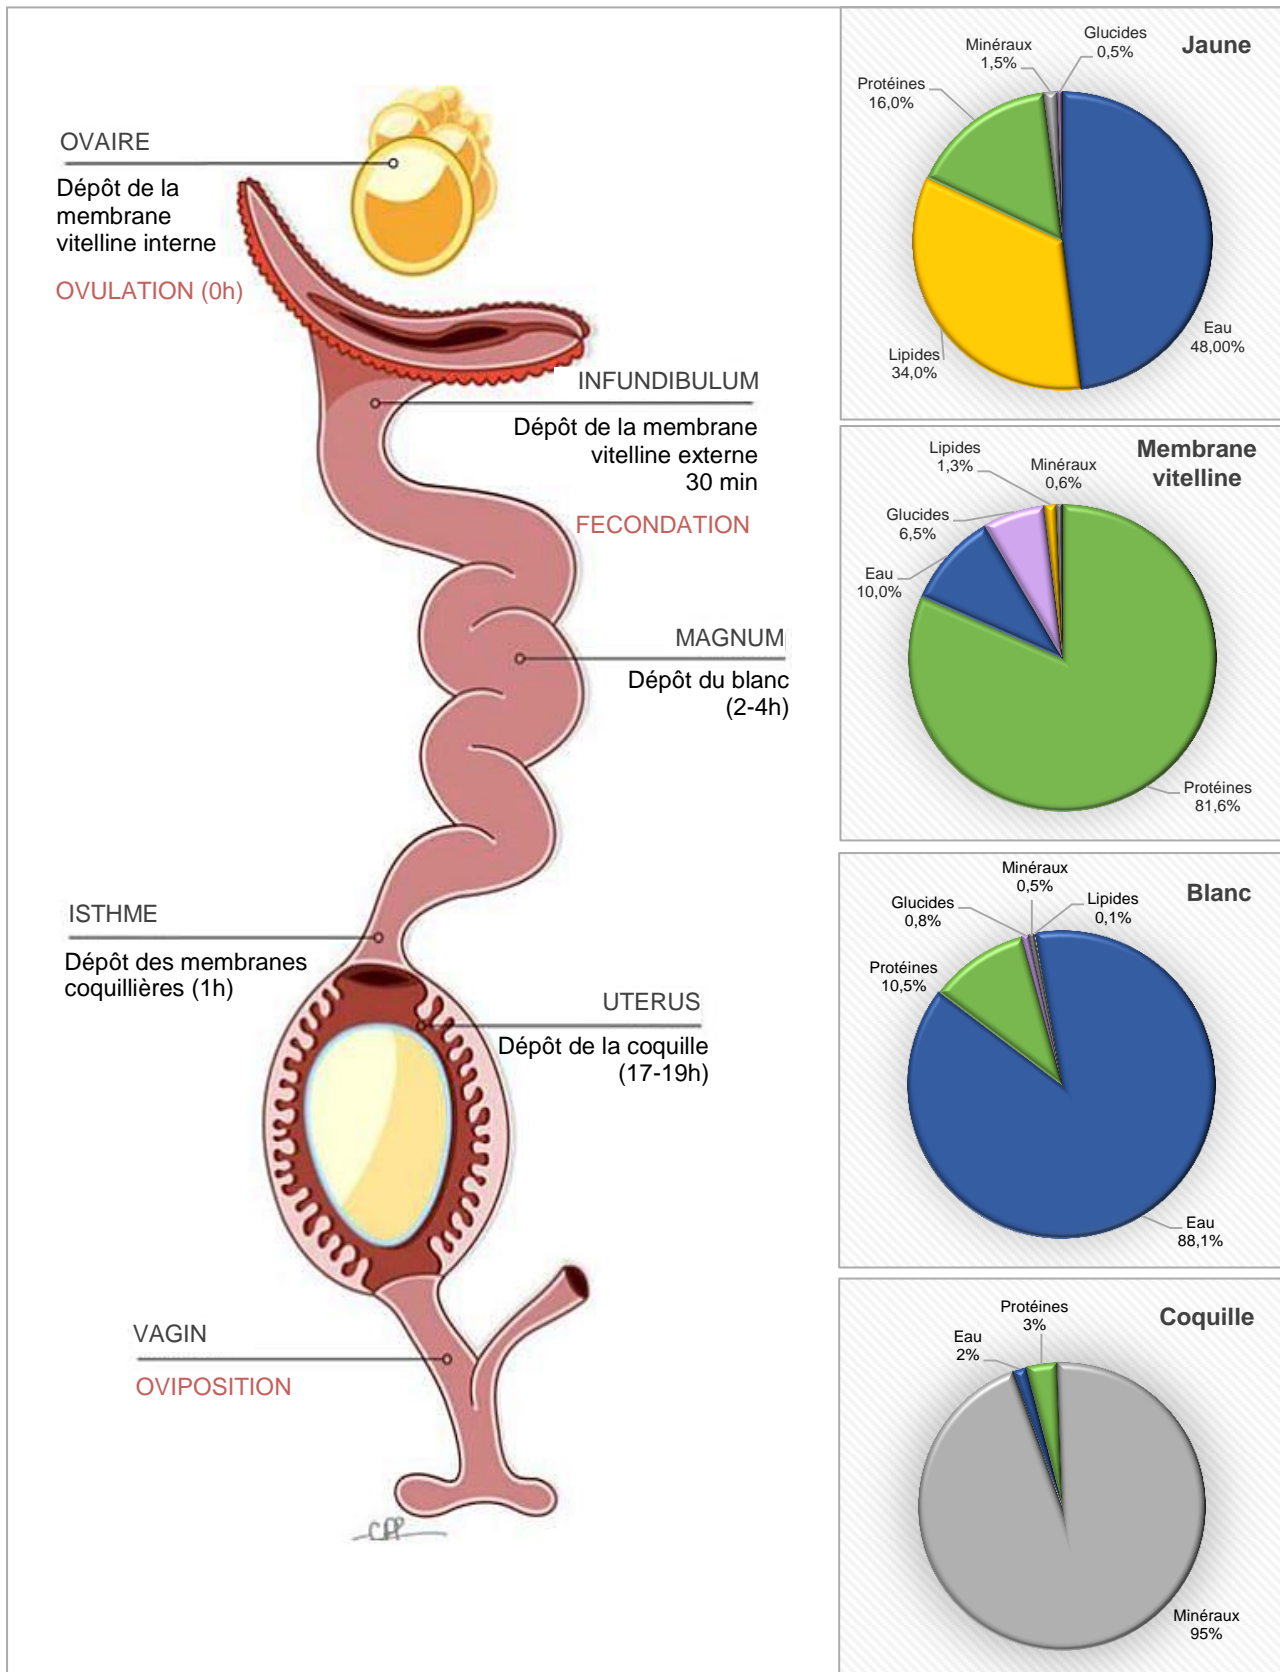 OVAIRE
Dépôt de la
membrane
vitelline interne
OVULATION (0h)
INFUNDIBULUM
Dépôt de la membrane
vitelline externe
30 min
FECONDATION
MAGNUM
Dépôt du blanc
(2-4h)
ISTHME
Dépôt des membranes
coquillières (1h)
UTERUS
Dépôt de la coquille
(17-19h)
VAGIN
OVIPOSITION
Jaune
Glucides
0,5%
Minéraux
1,5%
Protéines
16,0%
Lipides
34,0%
Eau
48,00%
Membrane
vitelline
Lipides
1,3%
Minéraux
0,6%
Glucides
6,5%
Eau
10,0%
Protéines
81,6%
Blanc
Minéraux
0,5%
Lipides
0,1%
Glucides
0,8%
Protéines
10,5%
Eau
88,1%
Coquille
Protéines
3%
Eau
2%
Minéraux
95%